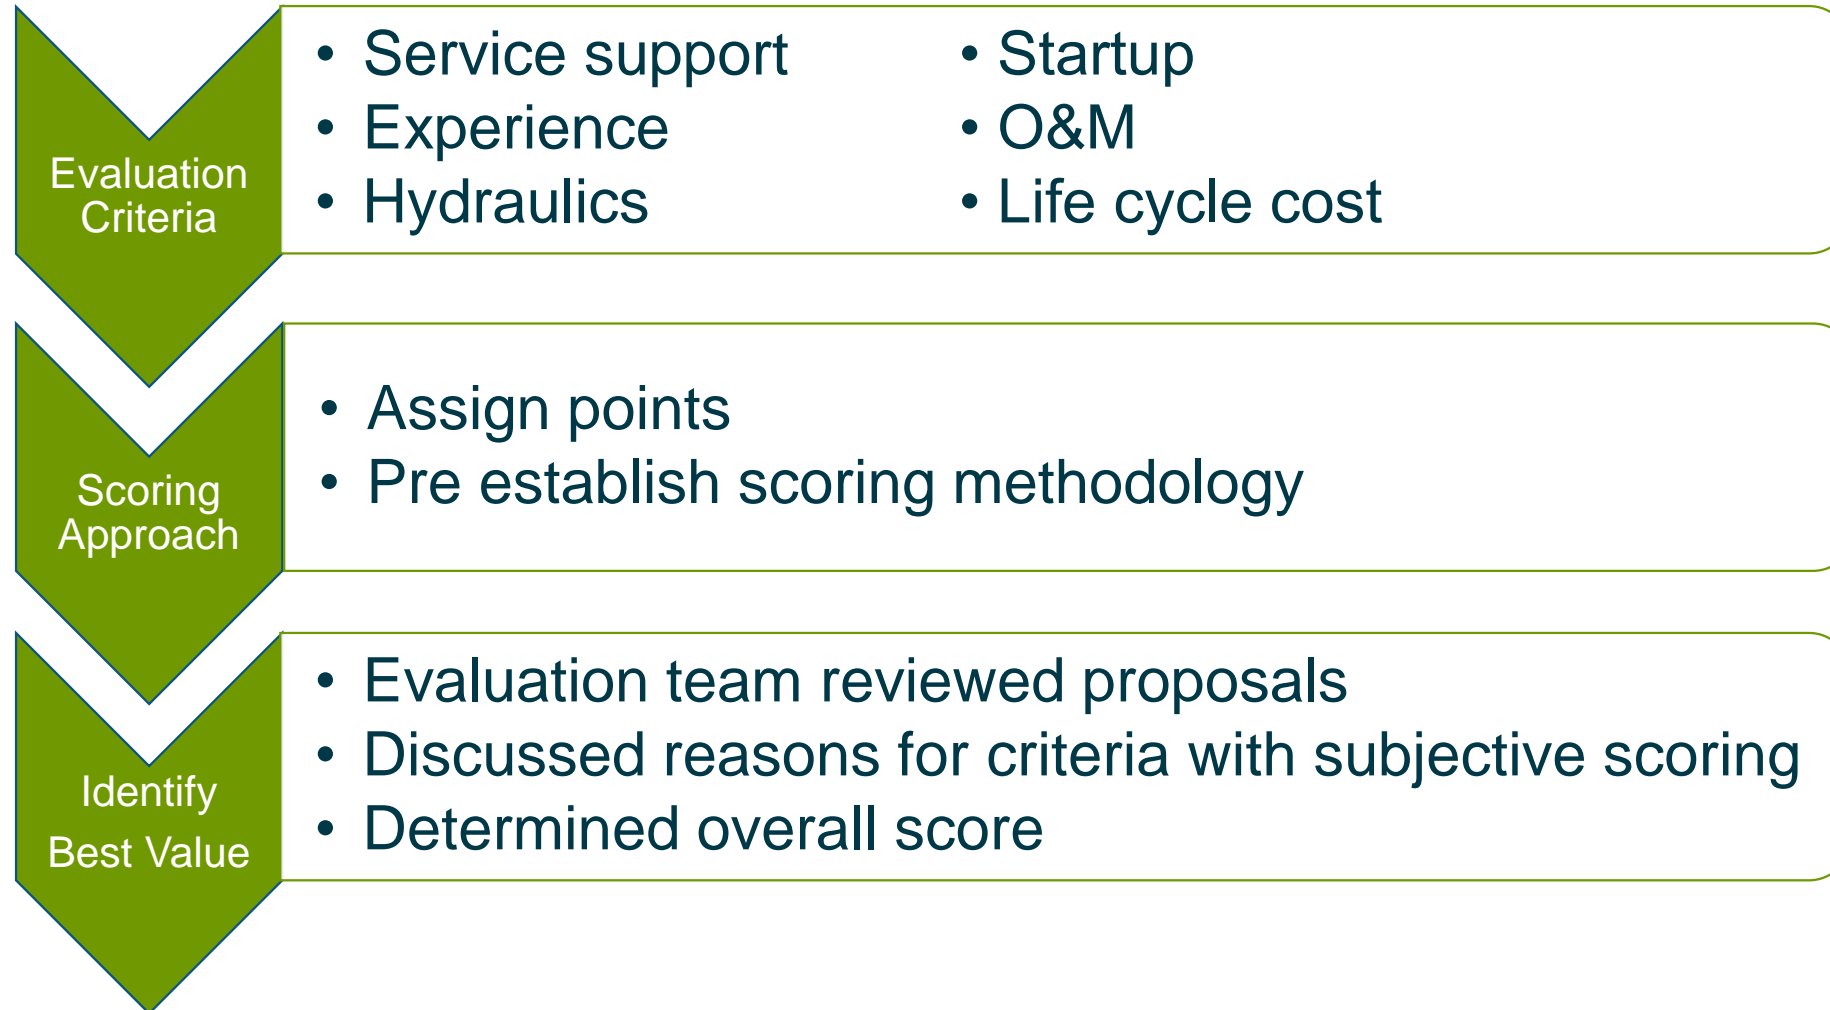 Evaluation
Criteria
• Service support
• Experience
• Hydraulics
• Startup
• O&M
• Life cycle cost
Scoring
Approach
• Assign points
• Pre establish scoring methodology
Identify
Best Value
• Evaluation team reviewed proposals
• Discussed reasons for criteria with subjective scoring
• Determined overall score